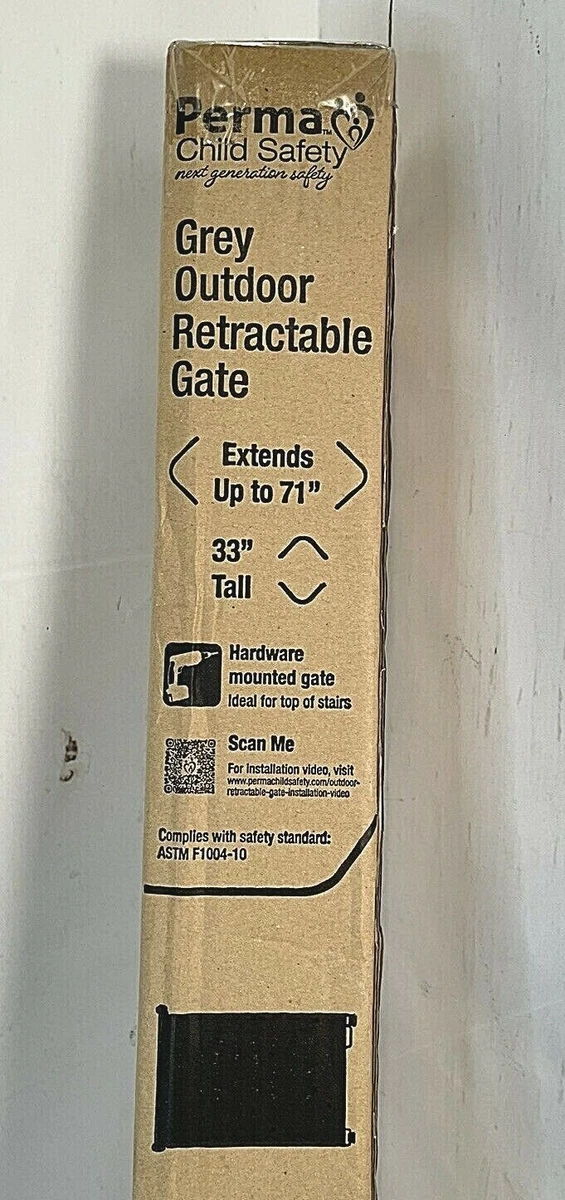 Perma™
Child Safety
next generation safety
Grey
Outdoor
Retractable
Gate
Extends
Up to 71”
33”
Tall
Hardware
mounted gate
Ideal for top of stairs
Scan Me
For installation video, visit
www.permachildsafety.com/outdoor-
retractable-gate-installation-video
Complies with safety standard:
ASTM F1004-10